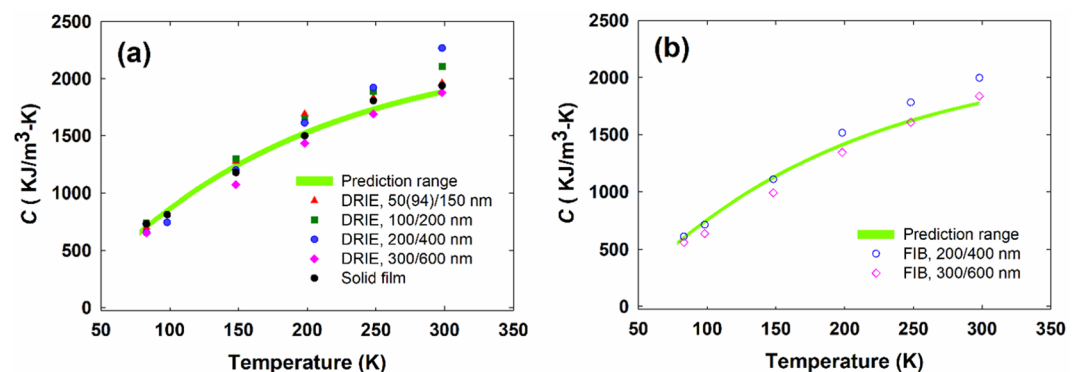 (a)
2500
2000
1500
1000
500
0
C ( KJ/m³-K)
50 100 150 200 250 300 350
Temperature (K)
Prediction range
DRIE, 50(94)/150 nm
DRIE, 100/200 nm
DRIE, 200/400 nm
DRIE, 300/600 nm
Solid film
(b)
2500
2000
1500
1000
500
0
C ( KJ/m³-K)
50 100 150 200 250 300 350
Temperature (K)
Prediction range
FIB, 200/400 nm
FIB, 300/600 nm